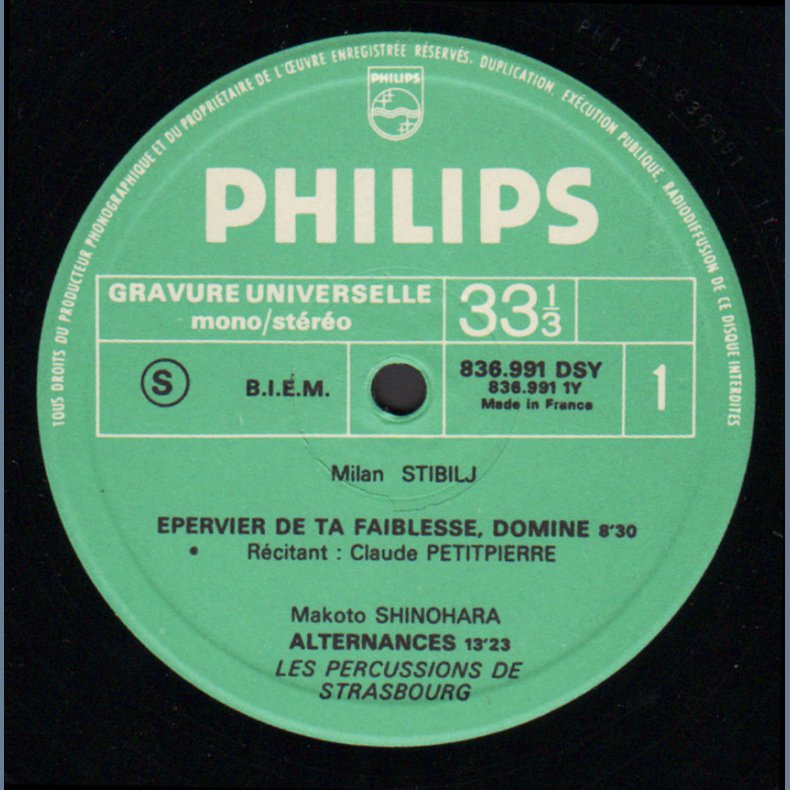 TOUS DROITS DU PRODUCTEUR PHONOGRAPHIQUE ET DU PROPRIÉTAIRE DE L'ŒUVRE ENREGISTRÉE RÉSERVÉS. DUPLICATION, EXÉCUTION PUBLIQUE, RADIODIFFUSION DE CE DISQUE INTERDITES
PHILIPS
PHILIPS
GRAVURE UNIVERSELLE
mono/stéréo
33 1/3
S
B.I.E.M.
836.991 DSY
836.991 1Y
Made in France
1
Milan STIBILJ
EPERVIER DE TA FAIBLESSE, DOMINE 8'30
• Récitant : Claude PETITPIERRE
Makoto SHINOHARA
ALTERNANCES 13'23
LES PERCUSSIONS DE
STRASBOURG